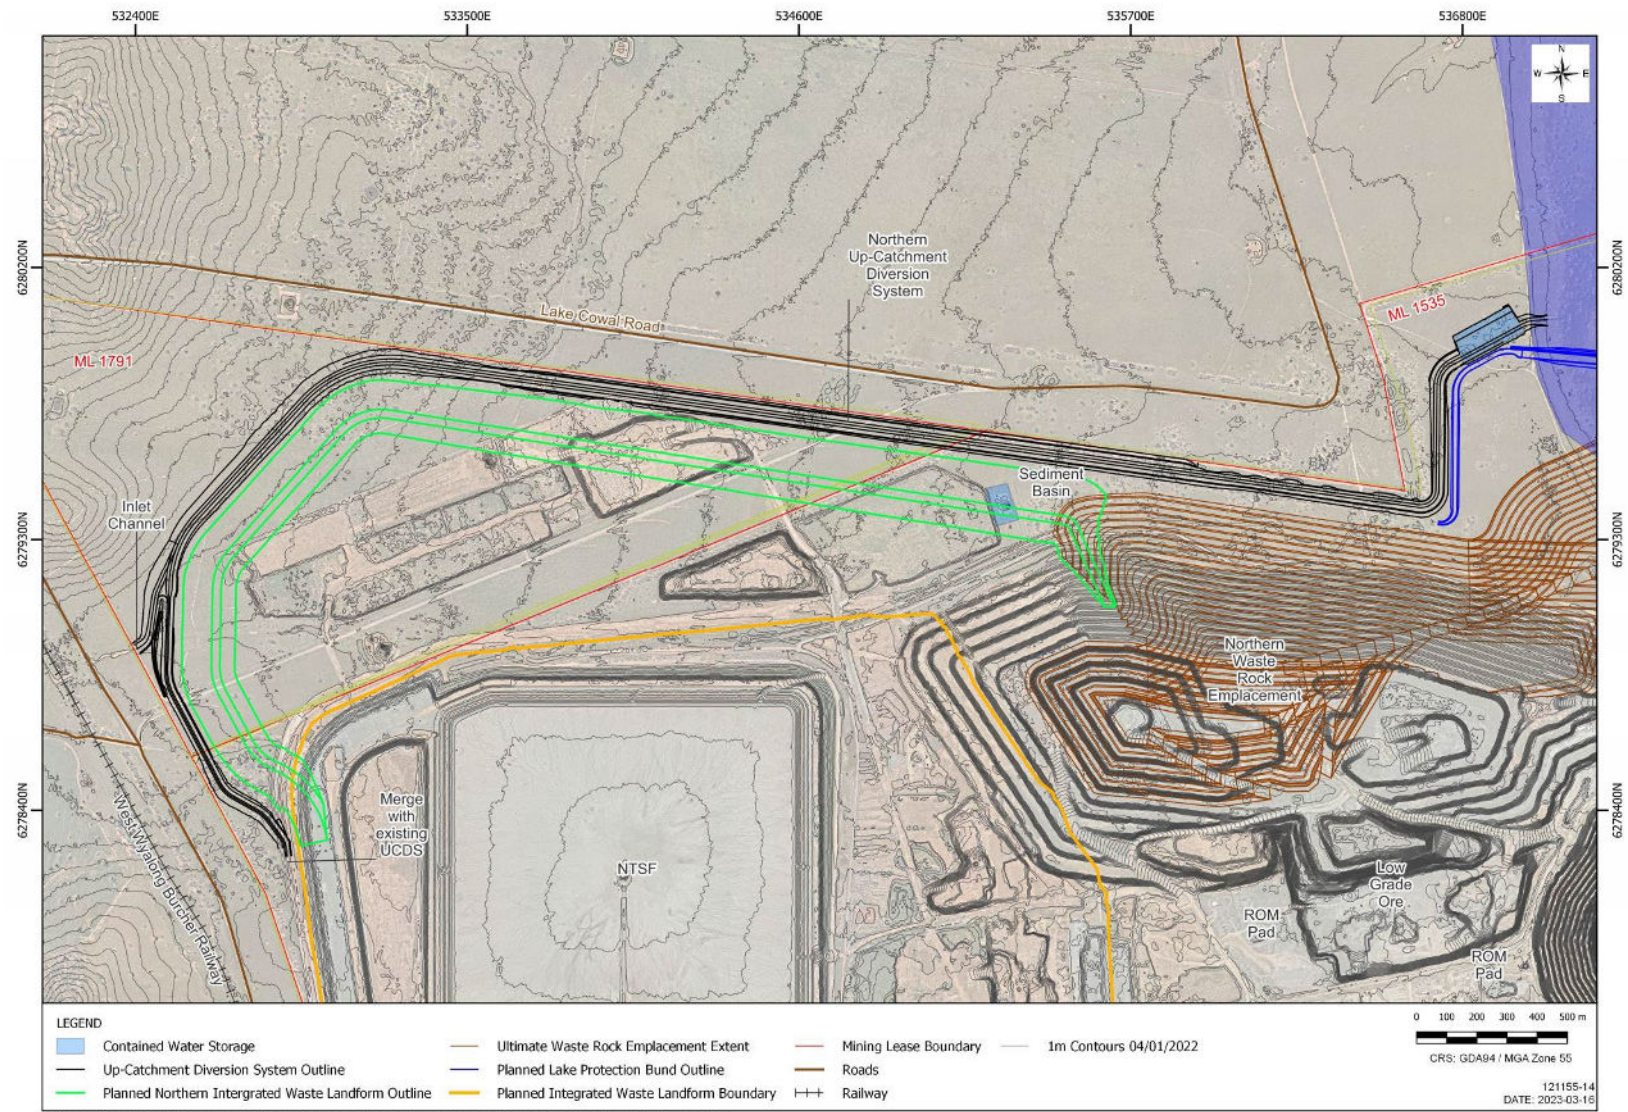 532400E
533500E
534600E
535700E
536800E
N
W E
S
6280200N
6280200N
Northern
Up-Catchment
Diversion
System
Lake Cowal Road
ML 1535
ML 1791
Sediment
Basin
Inlet
Channel
6279300N
6279300N
Northern
Waste
Rock
Emplacement
6278400N
6278400N
Merge
with
existing
UCDS
West Wyalong Burcher Railway
NTSF
Low
Grade
Ore
ROM
Pad
ROM
Pad
LEGEND
Contained Water Storage
Up-Catchment Diversion System Outline
Planned Northern Intergrated Waste Landform Outline
Ultimate Waste Rock Emplacement Extent
Planned Lake Protection Bund Outline
Planned Integrated Waste Landform Boundary
Mining Lease Boundary
Roads
Railway
1m Contours 04/01/2022
0 100 200 300 400 500 m
CRS: GDA94 / MGA Zone 55
121155-14
DATE: 2023-03-16